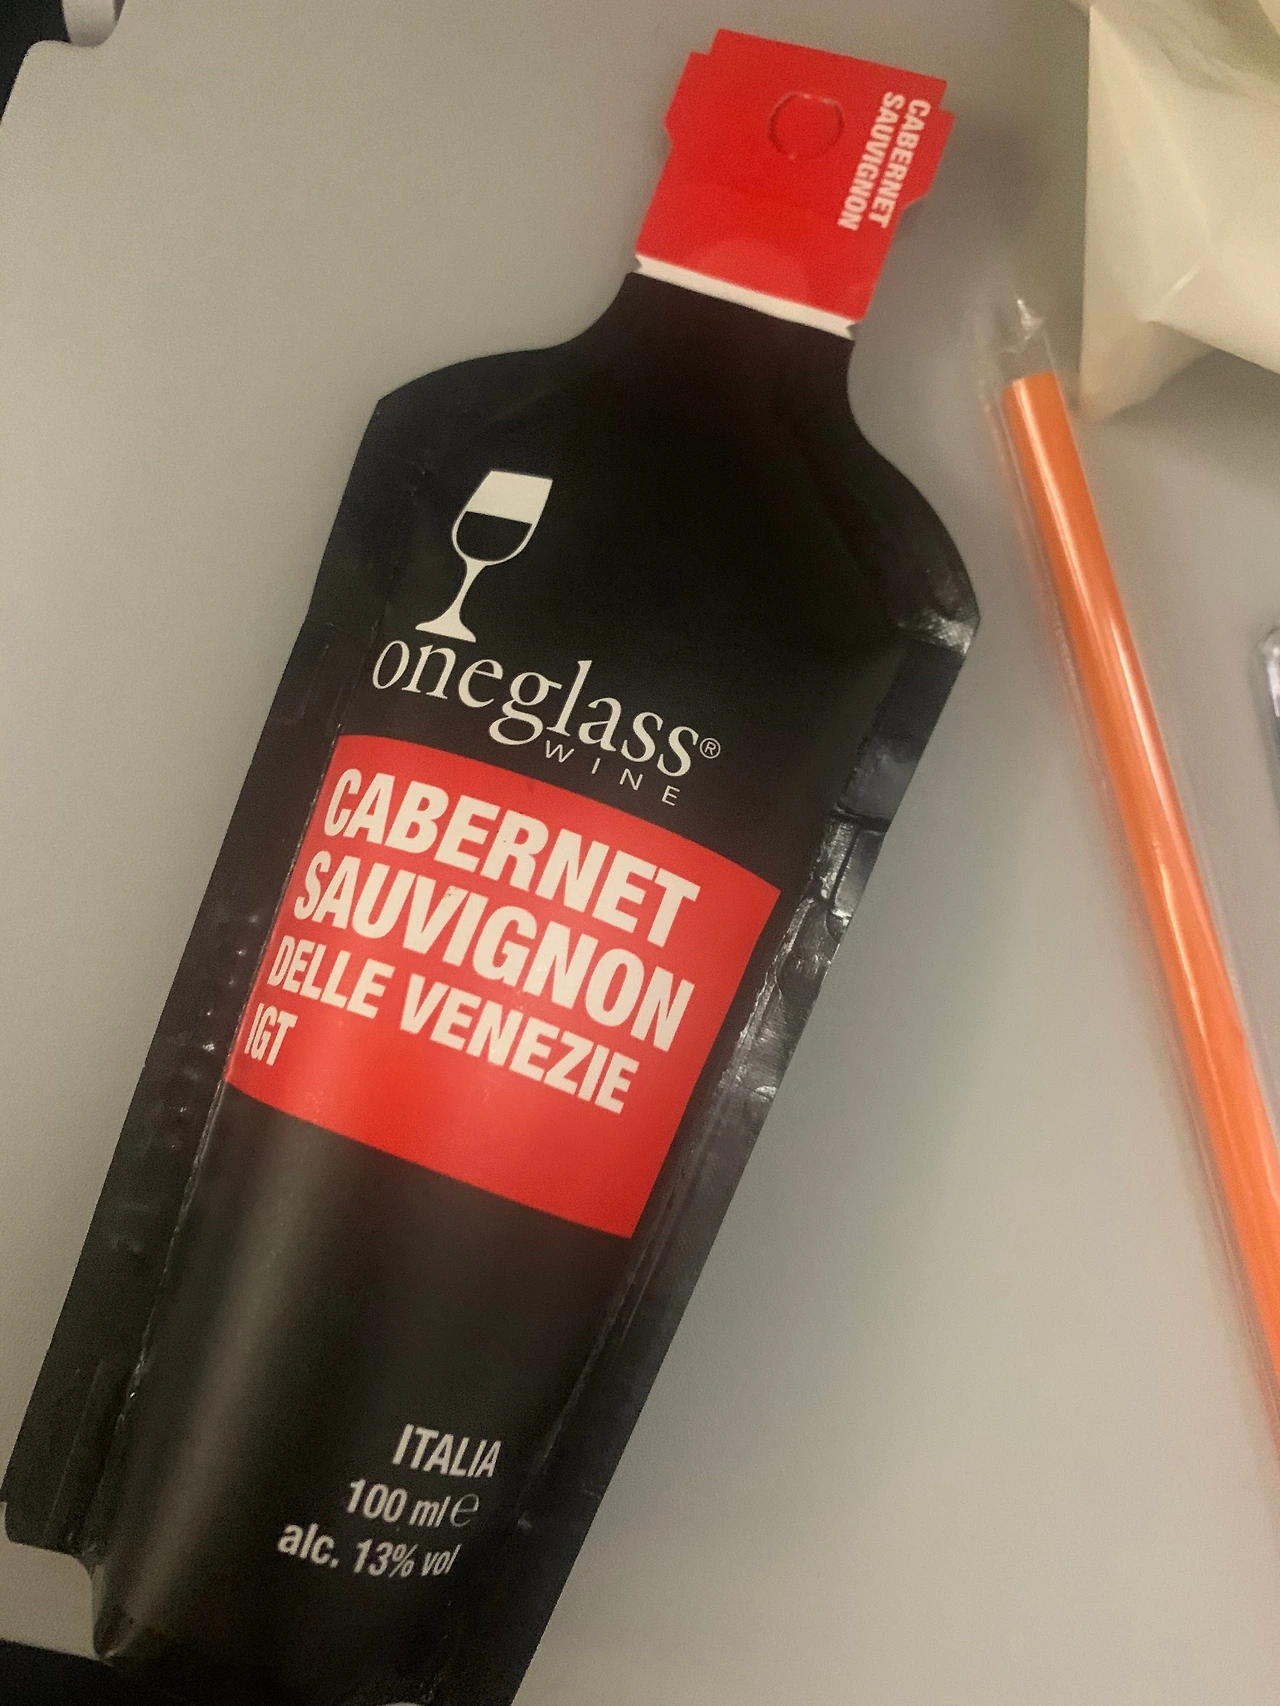 CABERNET
SAUVIGNON
oneglass®
WINE
CABERNET
SAUVIGNON
DELLE VENEZIE
IGT
ITALIA
100 ml ℮
alc. 13% vol